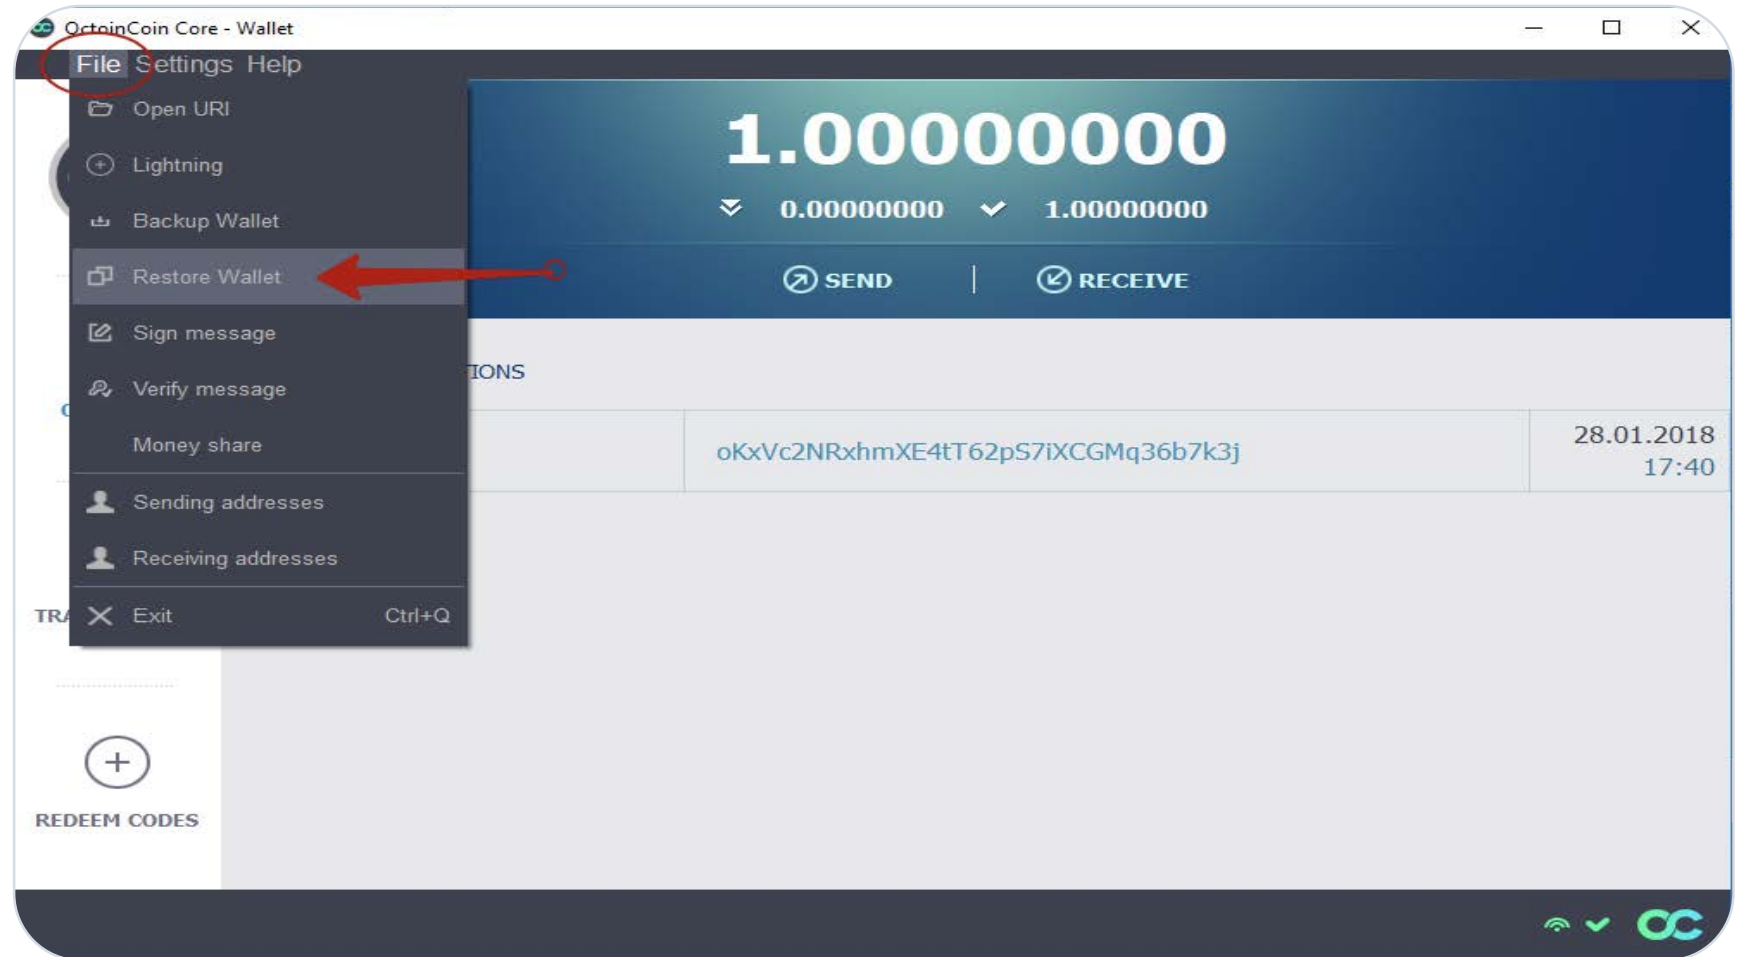 OctoinCoin Core - Wallet
File Settings Help
Open URI
Lightning
Backup Wallet
Restore Wallet
Sign message
Verify message
Money share
Sending addresses
Receiving addresses
Exit Ctrl+Q
1.00000000
0.00000000 1.00000000
SEND RECEIVE
oKxVc2NRxhmXE4tT62pS7iXCGMq36b7k3j
28.01.2018
17:40
REDEEM CODES
OC